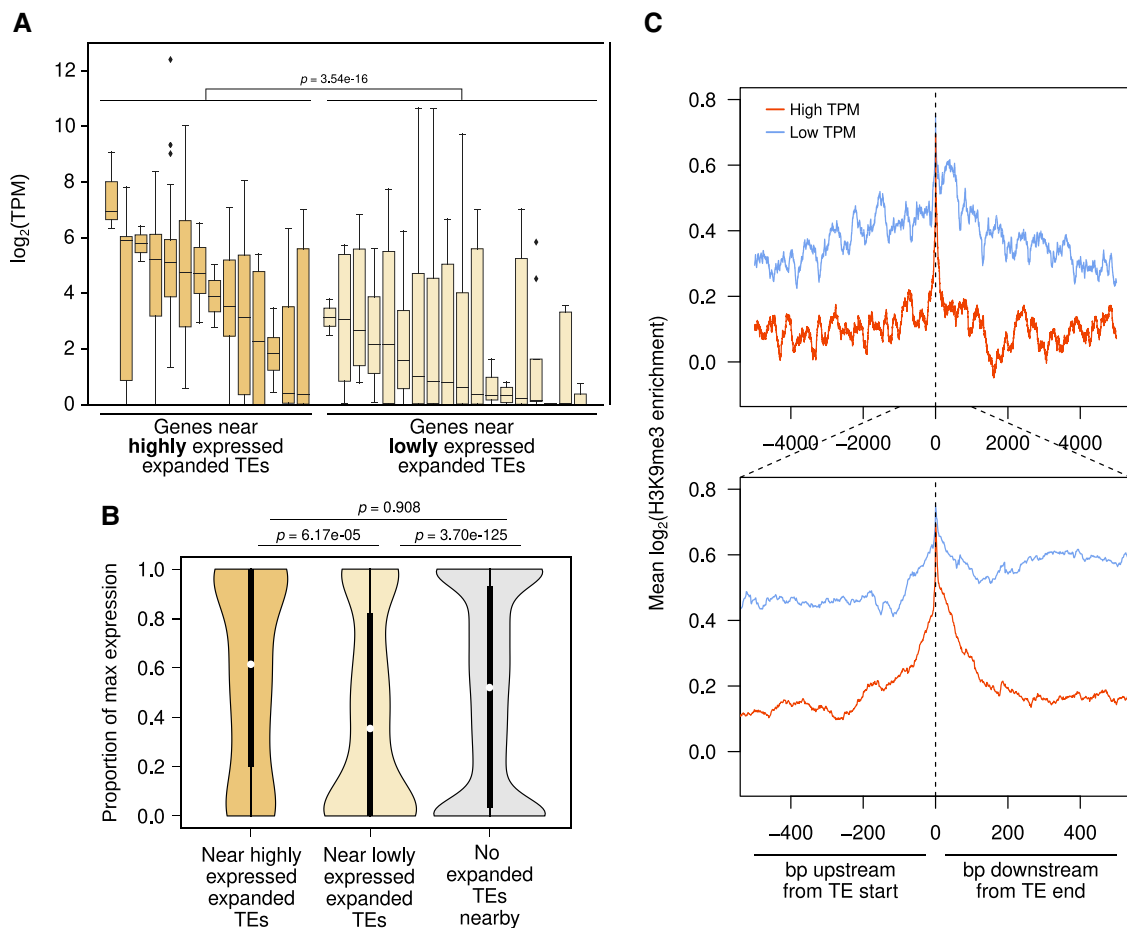 A
log2(TPM)
12
10
8
6
4
2
0
p = 3.54e-16
Genes near
highly expressed
expanded TEs
Genes near
lowly expressed
expanded TEs
B
p = 0.908
p = 6.17e-05
p = 3.70e-125
Proportion of max expression
1.0
0.8
0.6
0.4
0.2
0.0
Near highly
expressed
expanded
TEs
Near lowly
expressed
expanded
TEs
No
expanded
TEs
nearby
C
Mean log2(H3K9me3 enrichment)
High TPM
Low TPM
0.8
0.6
0.4
0.2
0.0
−4000 −2000 0 2000 4000
0.8
0.6
0.4
0.2
0.0
−400 −200 0 200 400
bp upstream
from TE start
bp downstream
from TE end